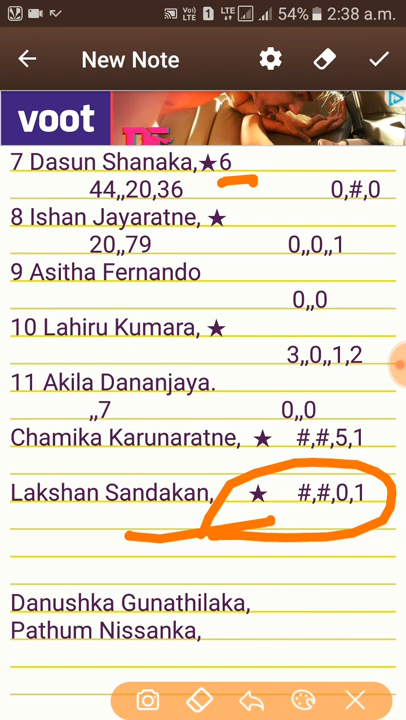 54% 2:38 a.m.
New Note
voot
7 Dasun Shanaka,★6
44,,20,36 0,#,0
8 Ishan Jayaratne, ★
20,,79 0,,0,,1
9 Asitha Fernando
0,,0
10 Lahiru Kumara, ★
3,,0,,1,2
11 Akila Dananjaya.
,,7 0,,0
Chamika Karunaratne, ★ #,#,5,1
Lakshan Sandakan, ★ #,#,0,1
Danushka Gunathilaka,
Pathum Nissanka,